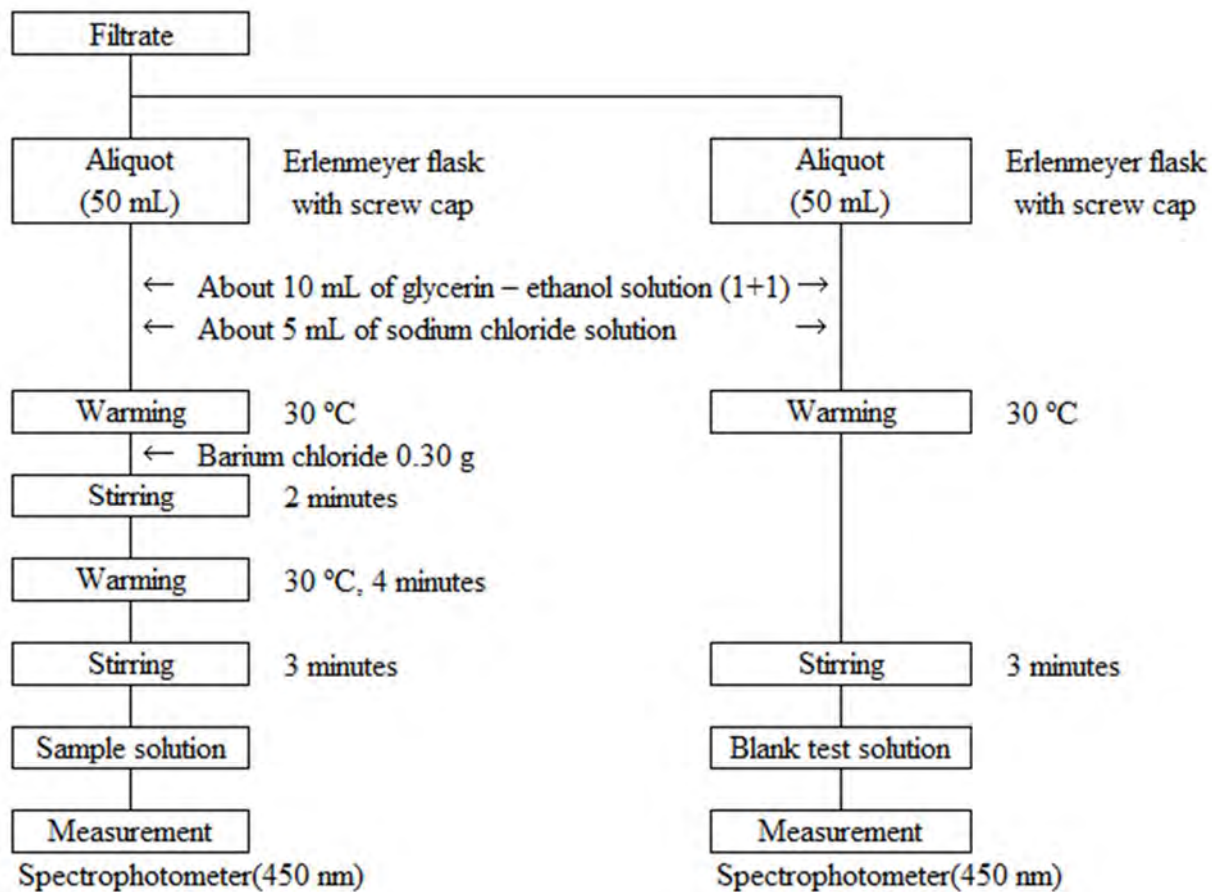 Filtrate
Aliquot
(50 mL)
Erlenmeyer flask
with screw cap
Aliquot
(50 mL)
Erlenmeyer flask
with screw cap
← About 10 mL of glycerin – ethanol solution (1+1) →
← About 5 mL of sodium chloride solution →
Warming 30 ºC
Warming 30 ºC
← Barium chloride 0.30 g
Stirring 2 minutes
Warming 30 ºC, 4 minutes
Stirring 3 minutes
Stirring 3 minutes
Sample solution
Blank test solution
Measurement
Measurement
Spectrophotometer(450 nm)
Spectrophotometer(450 nm)